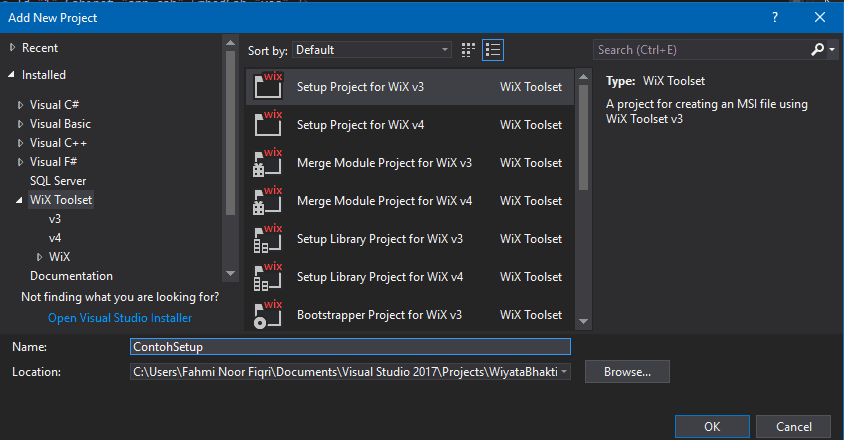 Add New Project
?
Recent
Installed
Visual C#
Visual Basic
Visual C++
Visual F#
SQL Server
WiX Toolset
v3
v4
WiX
Documentation
Not finding what you are looking for?
Open Visual Studio Installer
Sort by: Default
wix Setup Project for WiX v3 WiX Toolset
wix Setup Project for WiX v4 WiX Toolset
wix Merge Module Project for WiX v3 WiX Toolset
wix Merge Module Project for WiX v4 WiX Toolset
wix Setup Library Project for WiX v3 WiX Toolset
wix Setup Library Project for WiX v4 WiX Toolset
wix Bootstrapper Project for WiX v3 WiX Toolset
Search (Ctrl+E)
Type: WiX Toolset
A project for creating an MSI file using
WiX Toolset v3
Name: ContohSetup
Location: C:\Users\Fahmi Noor Fiqri\Documents\Visual Studio 2017\Projects\WiyataBhakti
Browse...
OK Cancel